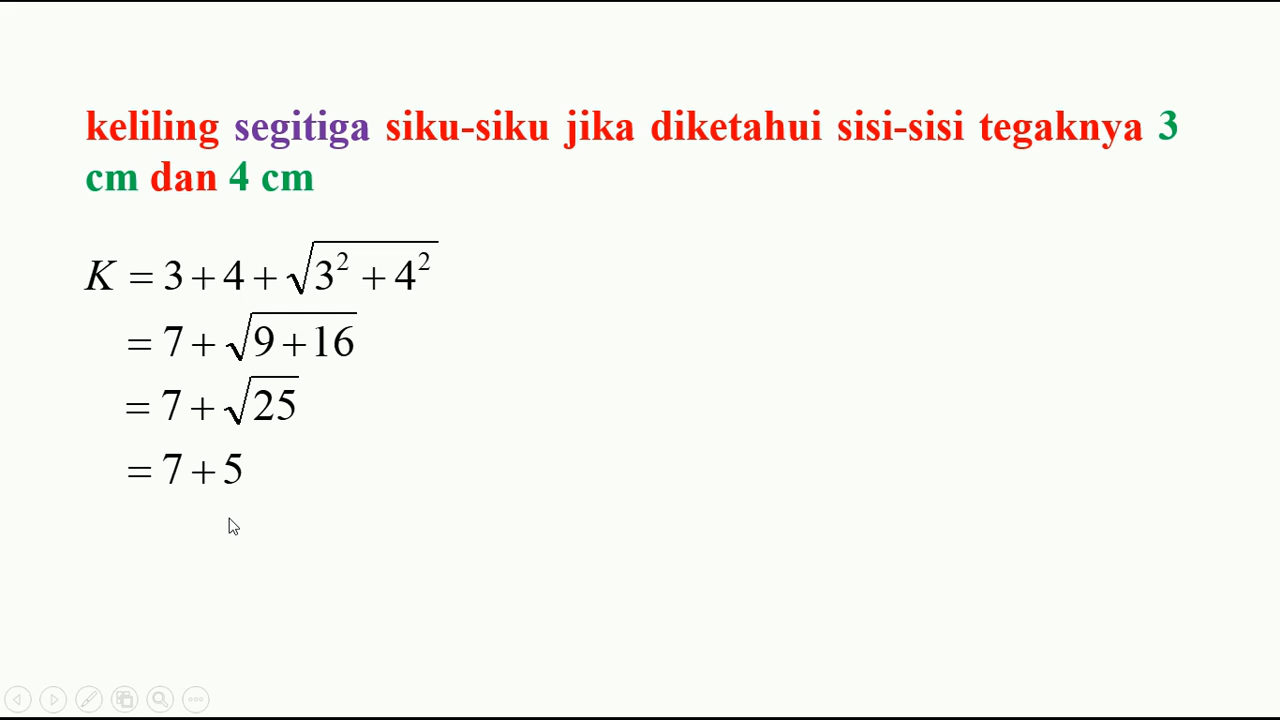 keliling segitiga siku-siku jika diketahui sisi-sisi tegaknya 3
cm dan 4 cm
K = 3 + 4 + √(3² + 4²)
= 7 + √(9 + 16)
= 7 + √25
= 7 + 5